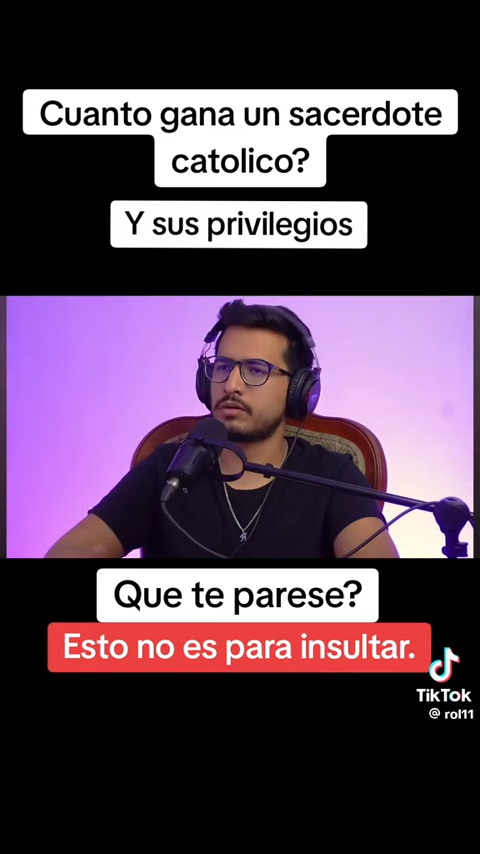 Cuanto gana un sacerdote
catolico?
Y sus privilegios
Que te parese?
Esto no es para insultar.
TikTok
@ rol11